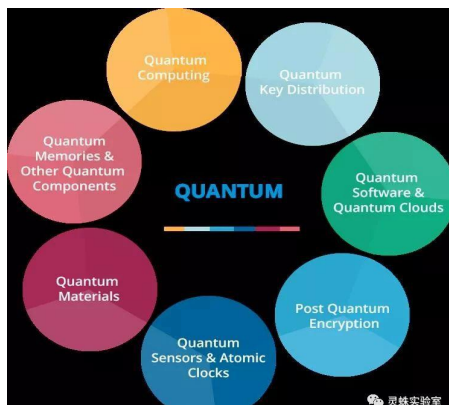 Quantum
Computing
Quantum
Key Distribution
Quantum
Memories &
Other Quantum
Components
QUANTUM
Quantum
Software &
Quantum Clouds
Quantum
Materials
Post Quantum
Encryption
Quantum
Sensors & Atomic
Clocks
灵蛛实验室